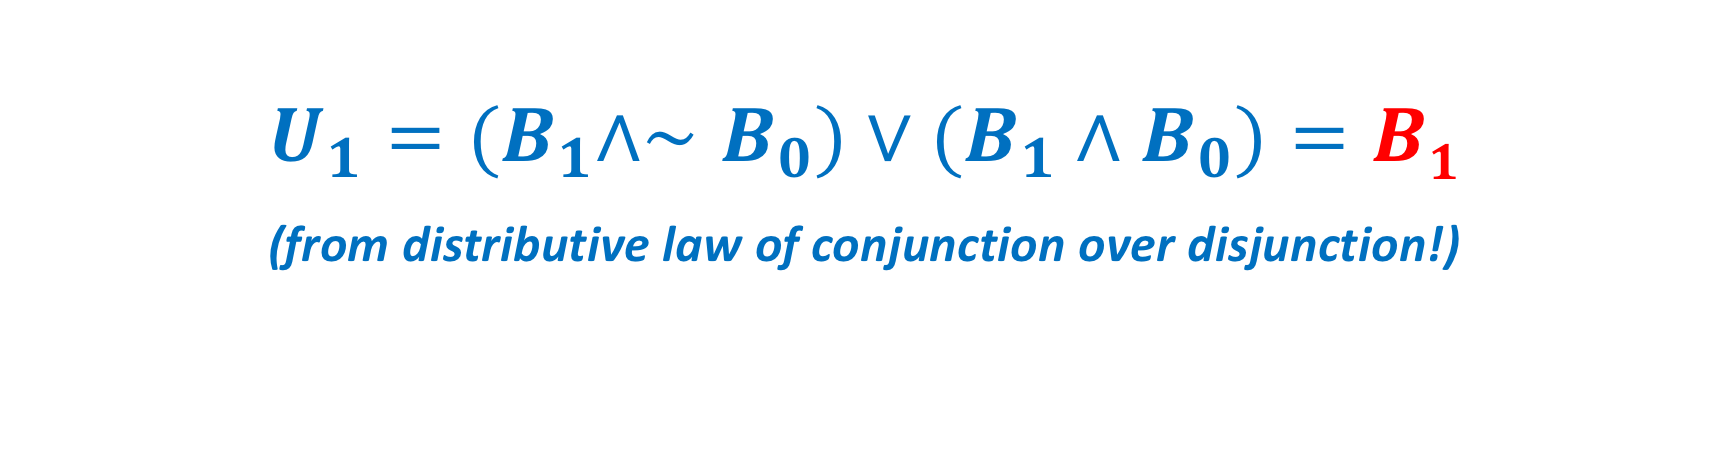 U₁ = (B₁∧~ B₀) ∨ (B₁ ∧ B₀) = B₁
(from distributive law of conjunction over disjunction!)